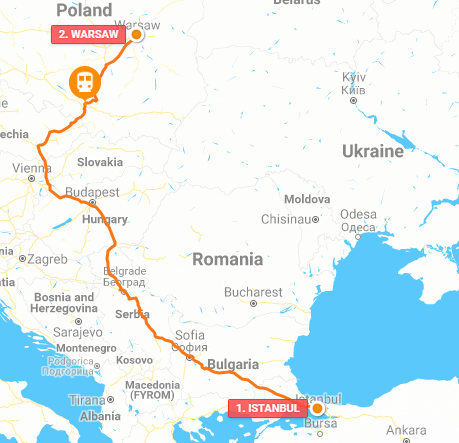 Poland
Belarus
Warsaw
2. WARSAW
Kyiv
Київ
Czechia
Ukraine
Slovakia
Vienna
Moldova
Budapest
Chisinau
Odesa
Одеса
Hungary
Zagreb
Romania
Belgrade
Београд
Bosnia and
Herzegovina
Bucharest
Serbia
Sarajevo
Sofia
София
Montenegro
Kosovo
Bulgaria
Podgorica
Подгорица
Macedonia
(FYROM)
Istanbul
1. ISTANBUL
Tirana
Albania
Bursa
Ankara